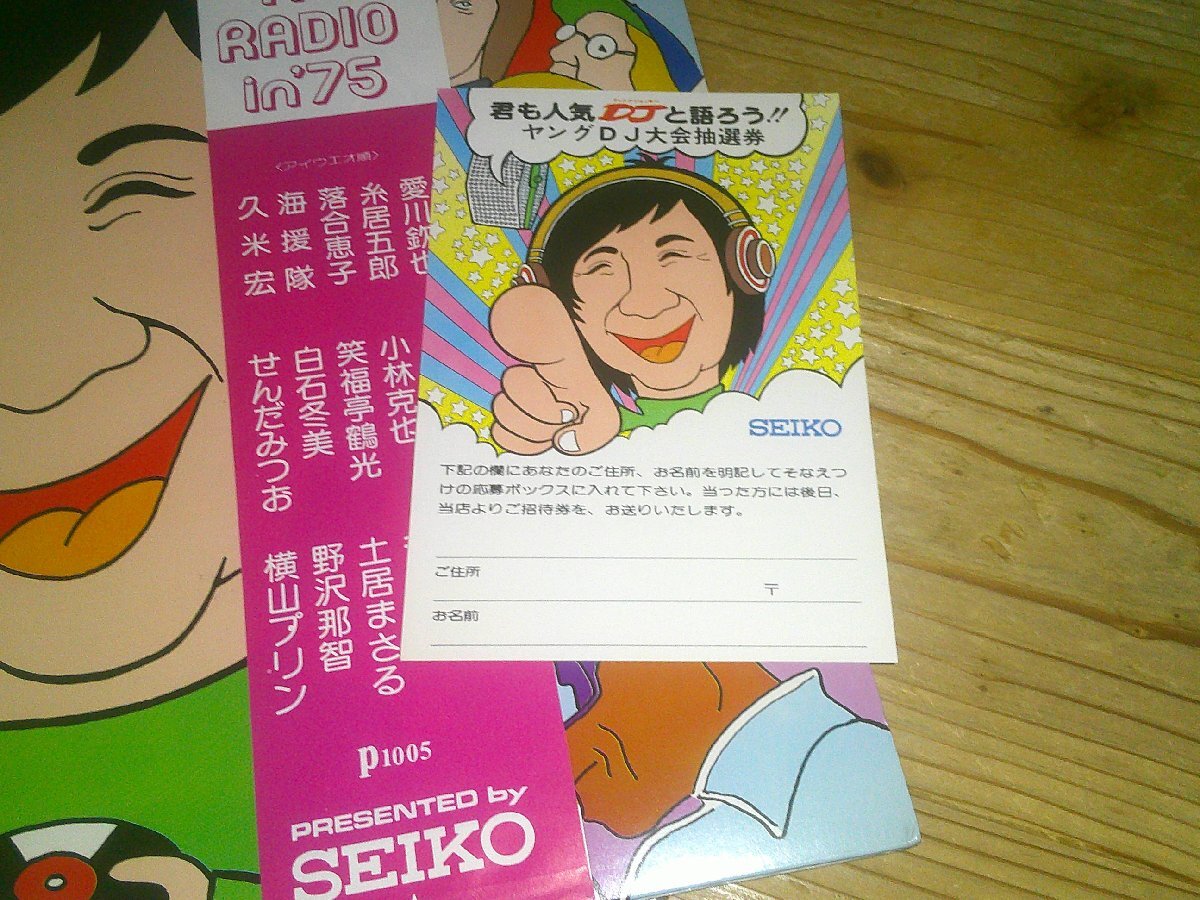 RADIO
in'75
〈アイウエオ順〉
愛川欽也
糸居五郎
落合恵子
海援隊
久米宏
小林克也
笑福亭鶴光
白石冬美
せんだみつお
土居まさる
野沢那智
横山プリン
p1005
PRESENTED by
SEIKO
君も人気DJと語ろう!!
ヤングDJ大会抽選券
SEIKO
下記の欄にあなたのご住所、お名前を明記してそなえつ
けの応募ボックスに入れて下さい。当った方には後日、
当店よりご招待券を、お送りいたします。
ご住所
〒
お名前